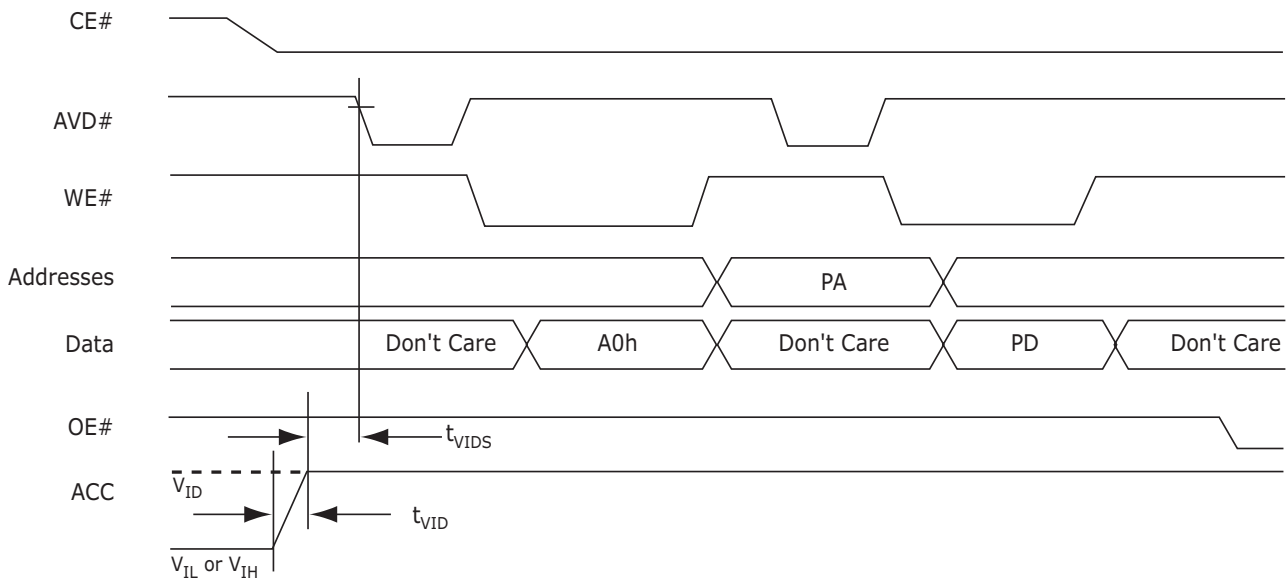 CE#
AVD#
WE#
Addresses
PA
Data
Don't Care
A0h
Don't Care
PD
Don't Care
OE#
tVIDS
ACC
VID
tVID
VIL or VIH